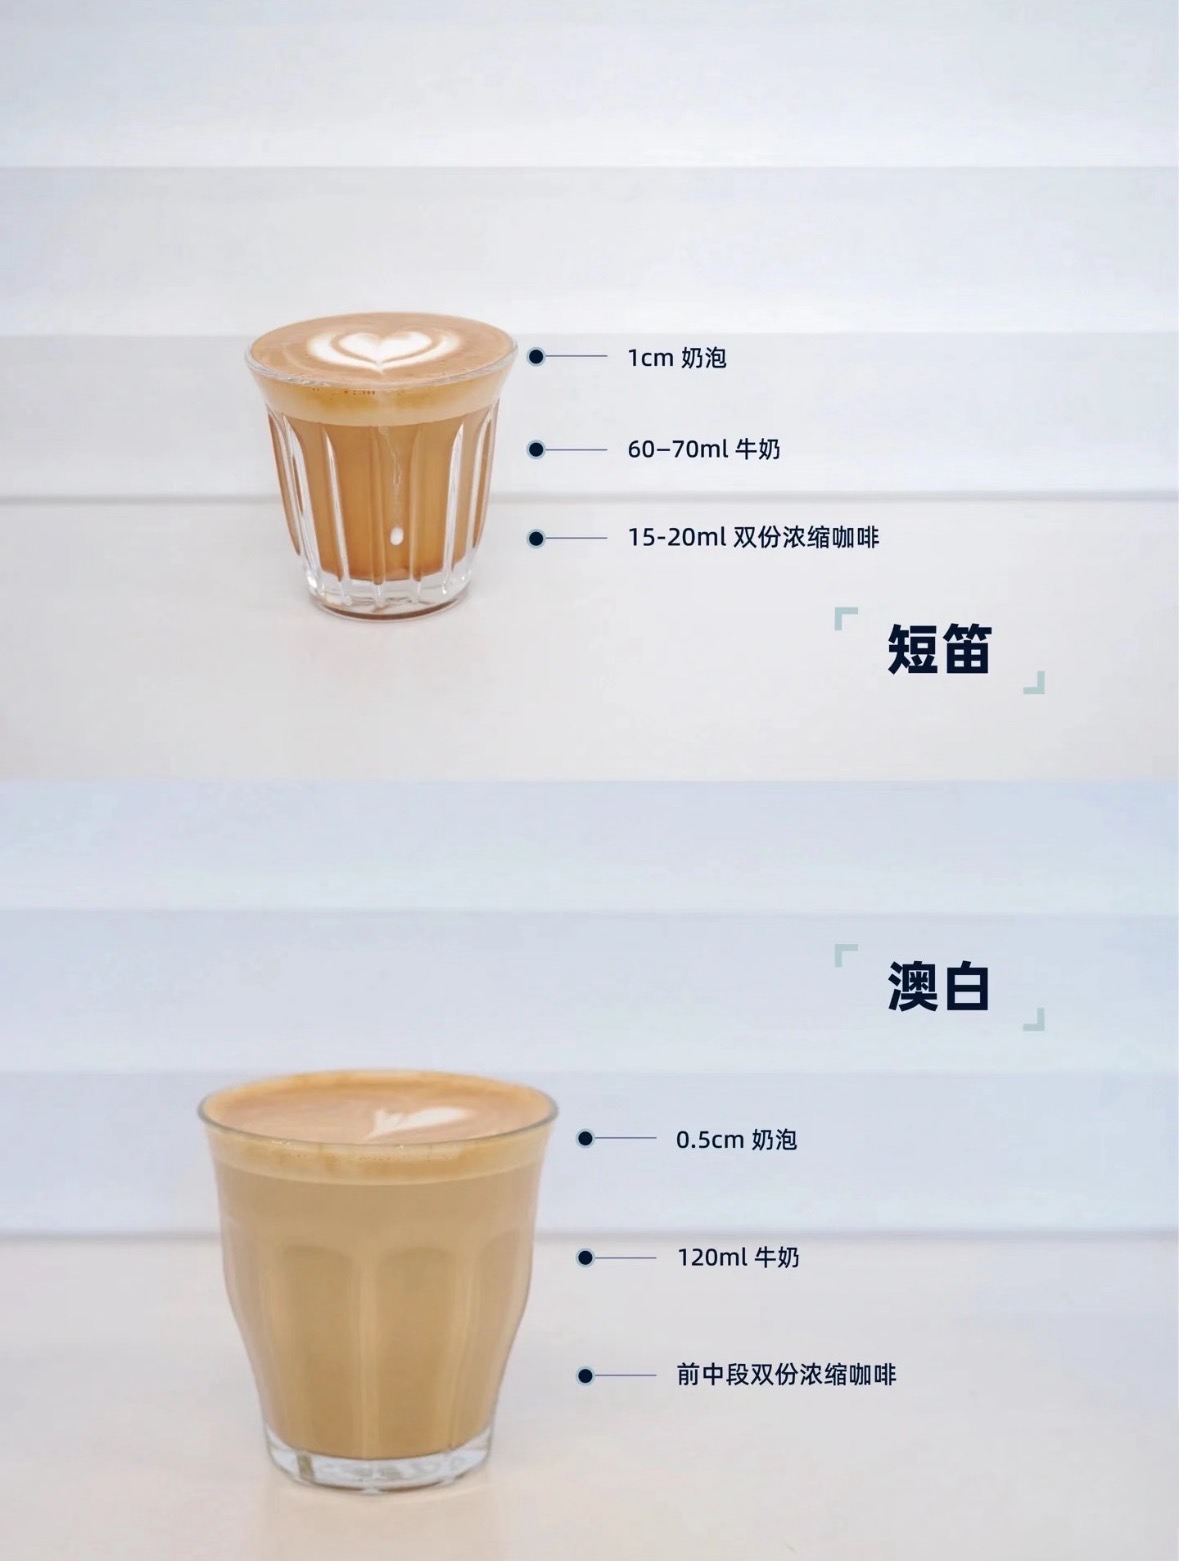 1cm 奶泡
60–70ml 牛奶
15-20ml 双份浓缩咖啡
短笛
澳白
0.5cm 奶泡
120ml 牛奶
前中段双份浓缩咖啡